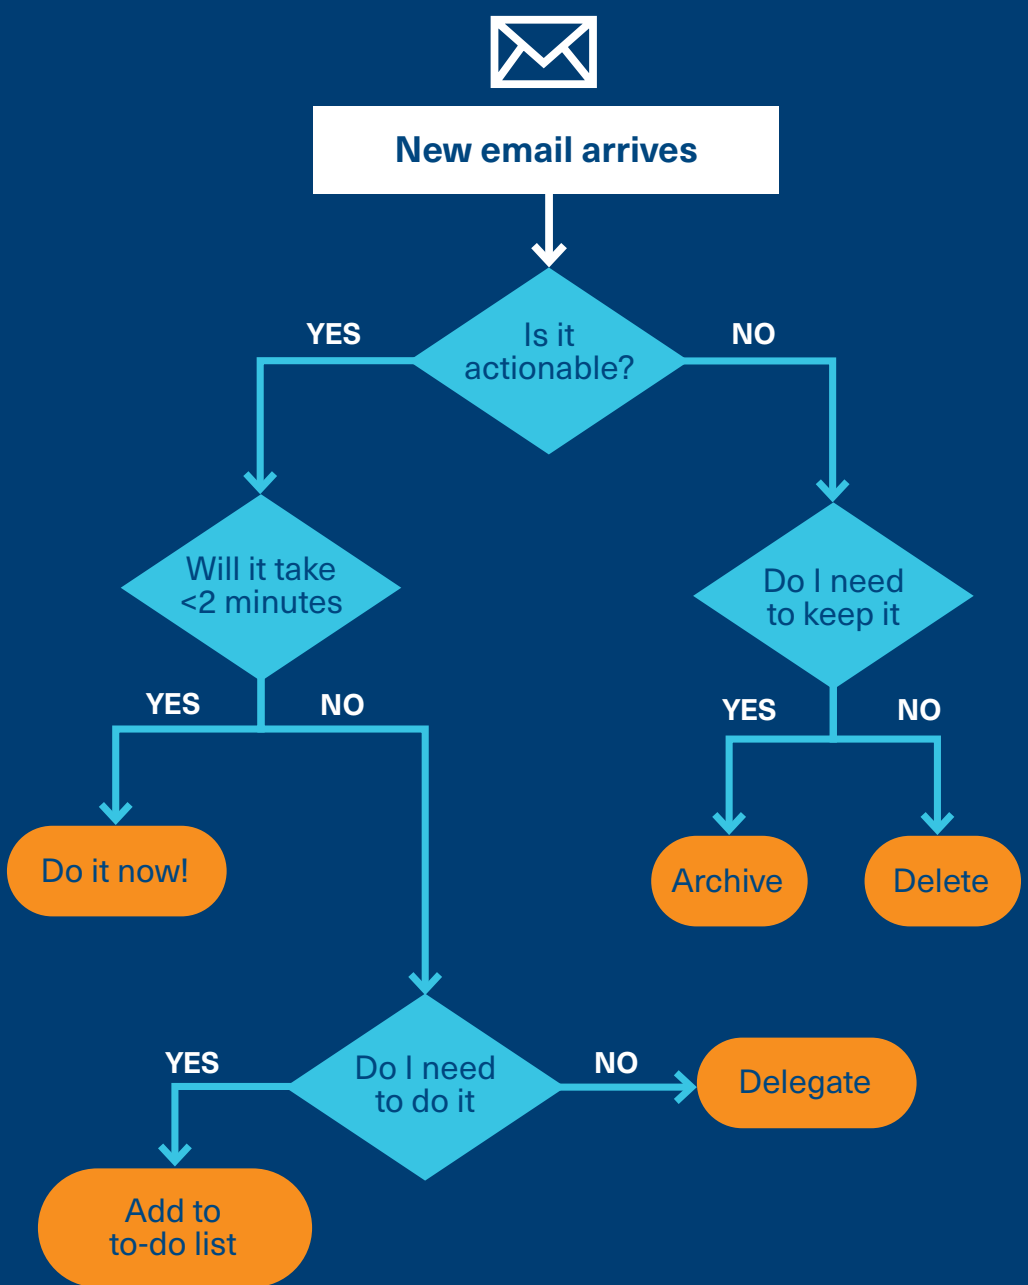 New email arrives
YES
NO
Is it
actionable?
Will it take
<2 minutes
Do I need
to keep it
YES
NO
YES
NO
Do it now!
Archive
Delete
YES
NO
Do I need
to do it
Delegate
Add to
to-do list